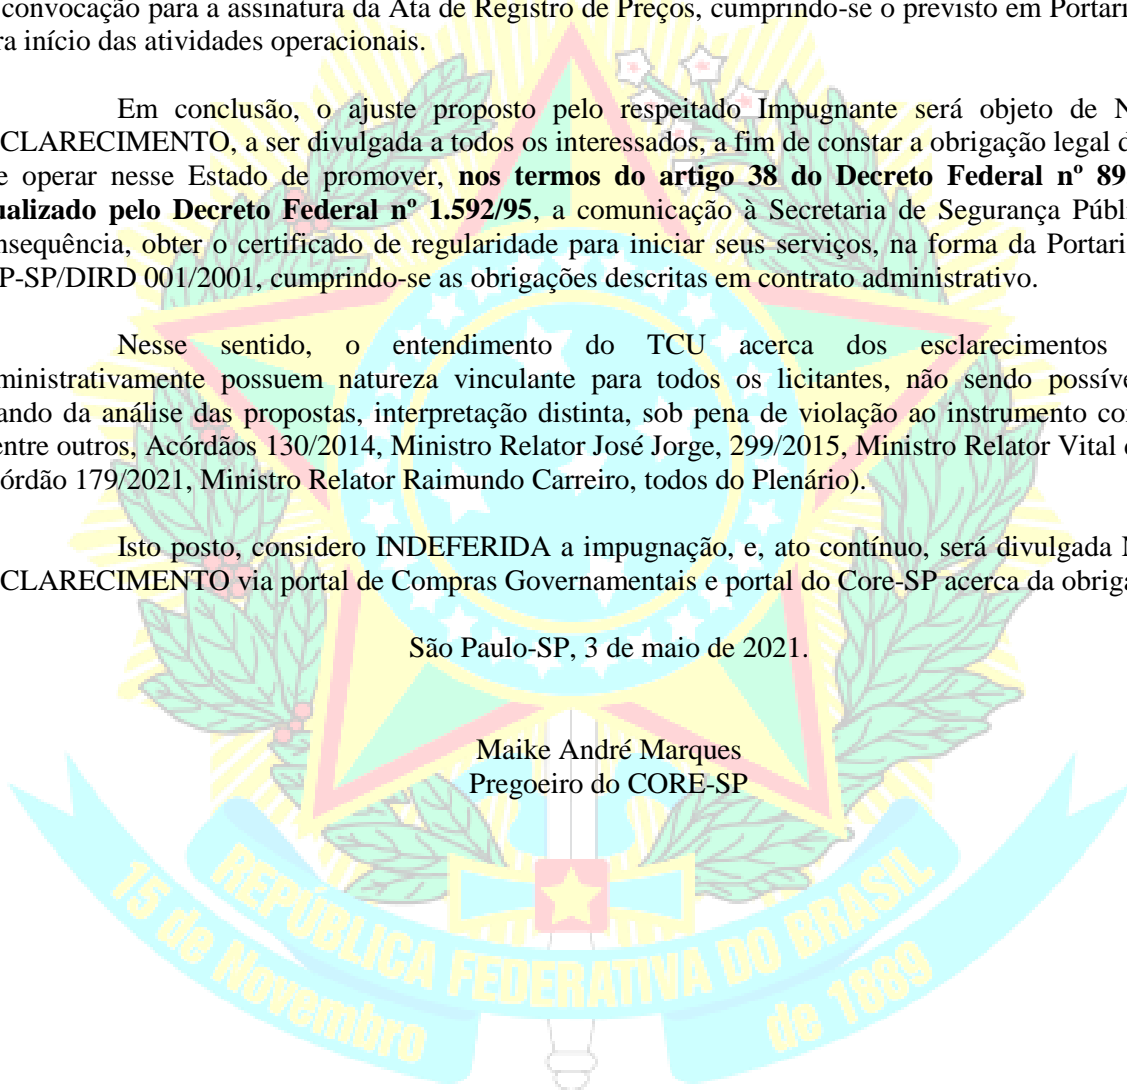 convocação para a assinatura da Ata de Registro de Preços, cumprindo-se o previsto em Portari
ra início das atividades operacionais.
Em conclusão, o ajuste proposto pelo respeitado Impugnante será objeto de N
CLARECIMENTO, a ser divulgada a todos os interessados, a fim de constar a obrigação legal d
e operar nesse Estado de promover, nos termos do artigo 38 do Decreto Federal nº 89
ualizado pelo Decreto Federal nº 1.592/95, a comunicação à Secretaria de Segurança Públi
nsequência, obter o certificado de regularidade para iniciar seus serviços, na forma da Portari
P-SP/DIRD 001/2001, cumprindo-se as obrigações descritas em contrato administrativo.
Nesse sentido, o entendimento do TCU acerca dos esclarecimentos
ministrativamente possuem natureza vinculante para todos os licitantes, não sendo possíve
ando da análise das propostas, interpretação distinta, sob pena de violação ao instrumento co
entre outros, Acórdãos 130/2014, Ministro Relator José Jorge, 299/2015, Ministro Relator Vital
órdão 179/2021, Ministro Relator Raimundo Carreiro, todos do Plenário).
Isto posto, considero INDEFERIDA a impugnação, e, ato contínuo, será divulgada N
CLARECIMENTO via portal de Compras Governamentais e portal do Core-SP acerca da obriga
São Paulo-SP, 3 de maio de 2021.
Maike André Marques
Pregoeiro do CORE-SP
REPÚBLICA FEDERATIVA DO BRASIL
15 de Novembro de 1889